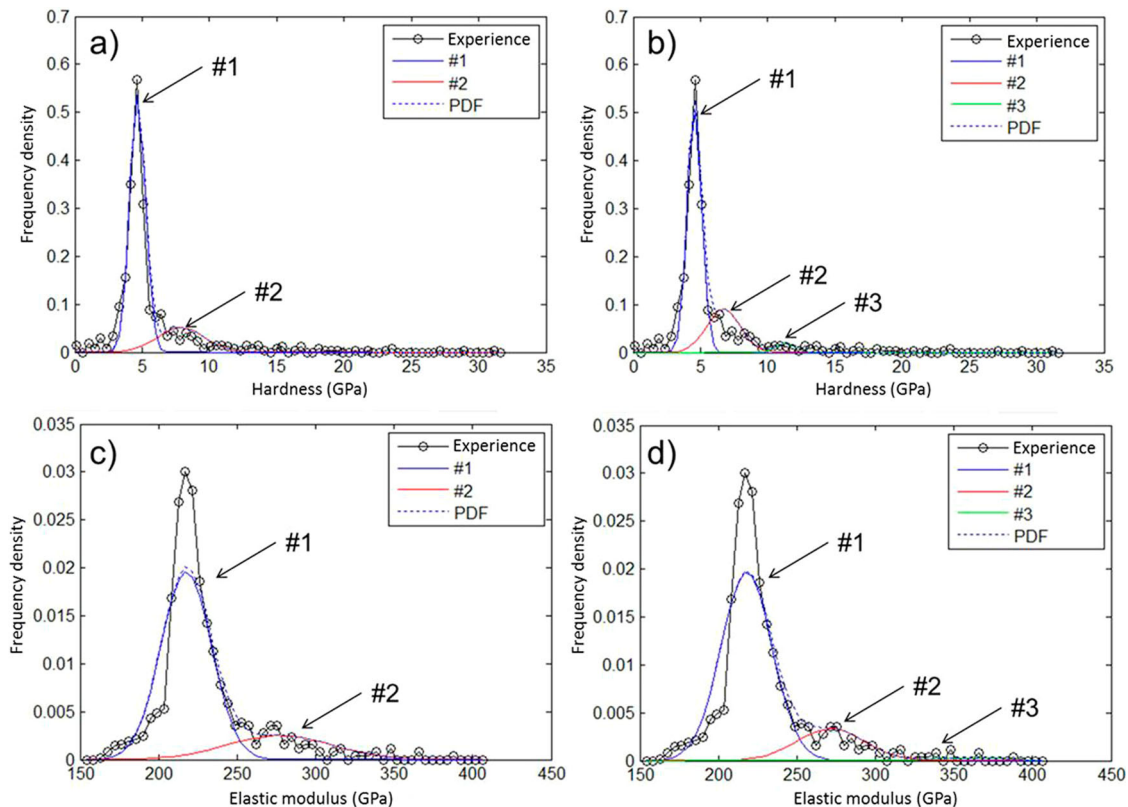 a)
0.7
0.6
0.5
0.4
0.3
0.2
0.1
0
Frequency density
0 5 10 15 20 25 30 35
Hardness (GPa)
Experience
#1
#2
PDF
#1
#2
b)
0.7
0.6
0.5
0.4
0.3
0.2
0.1
0
Frequency density
0 5 10 15 20 25 30 35
Hardness (GPa)
Experience
#1
#2
#3
PDF
#1
#2
#3
c)
0.035
0.03
0.025
0.02
0.015
0.01
0.005
0
Frequency density
150 200 250 300 350 400 450
Elastic modulus (GPa)
Experience
#1
#2
PDF
#1
#2
d)
0.035
0.03
0.025
0.02
0.015
0.01
0.005
0
Frequency density
150 200 250 300 350 400 450
Elastic modulus (GPa)
Experience
#1
#2
#3
PDF
#1
#2
#3